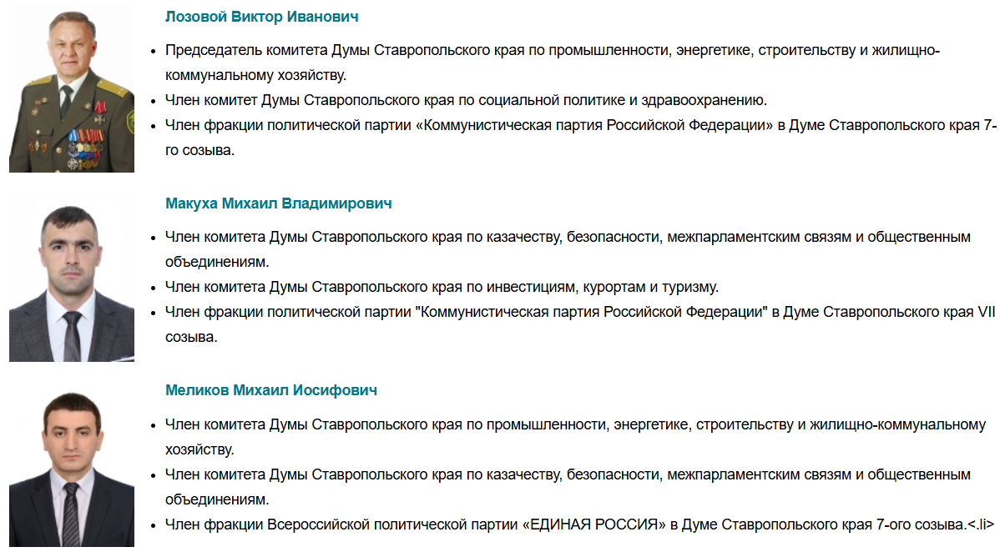 Лозовой Виктор Иванович
Председатель комитета Думы Ставропольского края по промышленности, энергетике, строительству и жилищно-
коммунальному хозяйству.
Член комитет Думы Ставропольского края по социальной политике и здравоохранению.
Член фракции политической партии «Коммунистическая партия Российской Федерации» в Думе Ставропольского края 7-
го созыва.
Макуха Михаил Владимирович
Член комитета Думы Ставропольского края по казачеству, безопасности, межпарламентским связям и общественным
объединениям.
Член комитета Думы Ставропольского края по инвестициям, курортам и туризму.
Член фракции политической партии "Коммунистическая партия Российской Федерации" в Думе Ставропольского края VII
созыва.
Меликов Михаил Иосифович
Член комитета Думы Ставропольского края по промышленности, энергетике, строительству и жилищно-коммунальному
хозяйству.
Член комитета Думы Ставропольского края по казачеству, безопасности, межпарламентским связям и общественным
объединениям.
Член фракции Всероссийской политической партии «ЕДИНАЯ РОССИЯ» в Думе Ставропольского края 7-ого созыва.<.li>